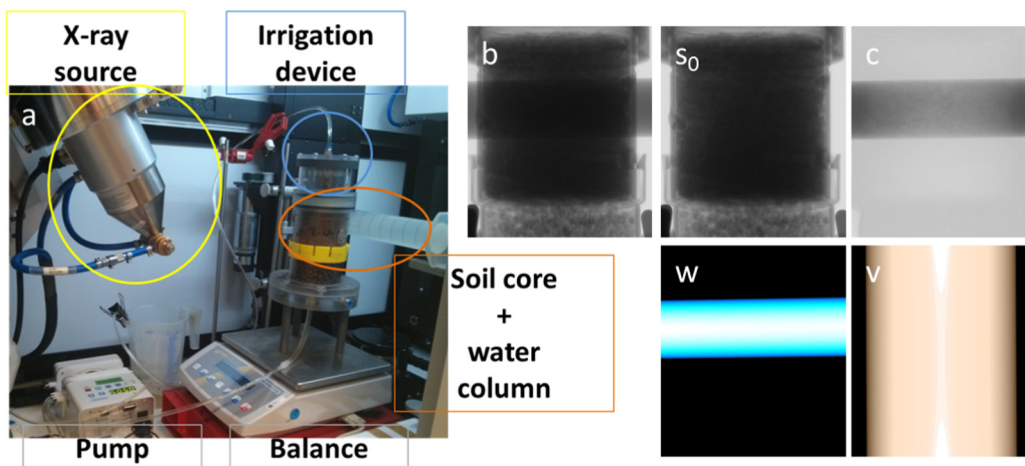 X-ray
source
Irrigation
device
a
b
s₀
c
Soil core
+
water
column
w
v
Pump
Balance